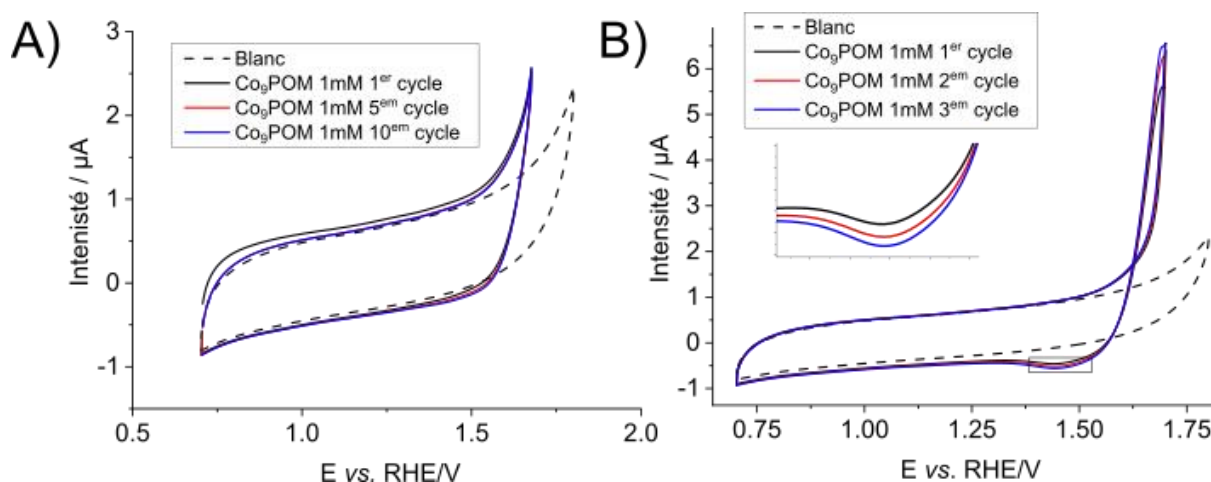 A)
Blanc
Co₉POM 1mM 1ᵉʳ cycle
Co₉POM 1mM 5ᵉᵐ cycle
Co₉POM 1mM 10ᵉᵐ cycle
Intenisté / µA
3
2
1
0
-1
0.5
1.0
1.5
2.0
E vs. RHE/V
B)
Blanc
Co₉POM 1mM 1ᵉʳ cycle
Co₉POM 1mM 2ᵉᵐ cycle
Co₉POM 1mM 3ᵉᵐ cycle
Intensité / µA
6
5
4
3
2
1
0
-1
0.75
1.00
1.25
1.50
1.75
E vs. RHE/V